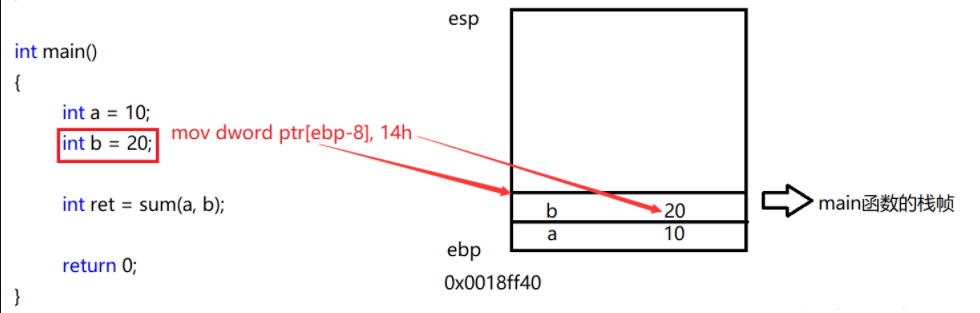 esp
int main()
{
int a = 10;
int b = 20;
mov dword ptr[ebp-8], 14h
int ret = sum(a, b);
b 20
main函数的栈帧
a 10
ebp
return 0;
0x0018ff40
}